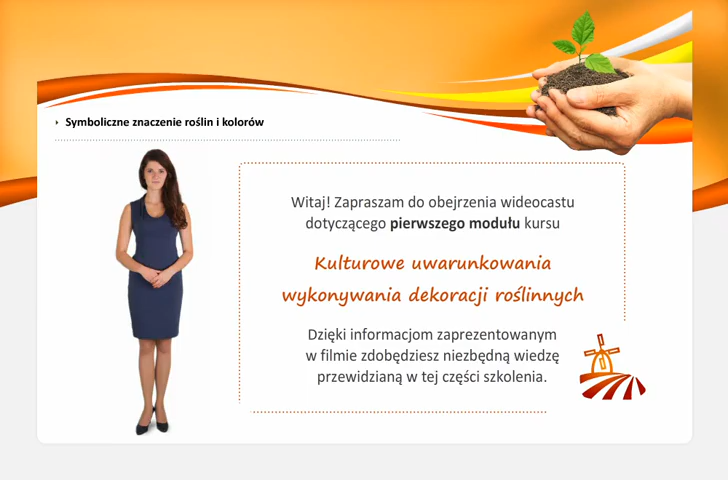 Symboliczne znaczenie roślin i kolorów
Witaj! Zapraszam do obejrzenia wideocastu
dotyczącego pierwszego modułu kursu
Kulturowe uwarunkowania
wykonywania dekoracji roślinnych
Dzięki informacjom zaprezentowanym
w filmie zdobędziesz niezbędną wiedzę
przewidzianą w tej części szkolenia.